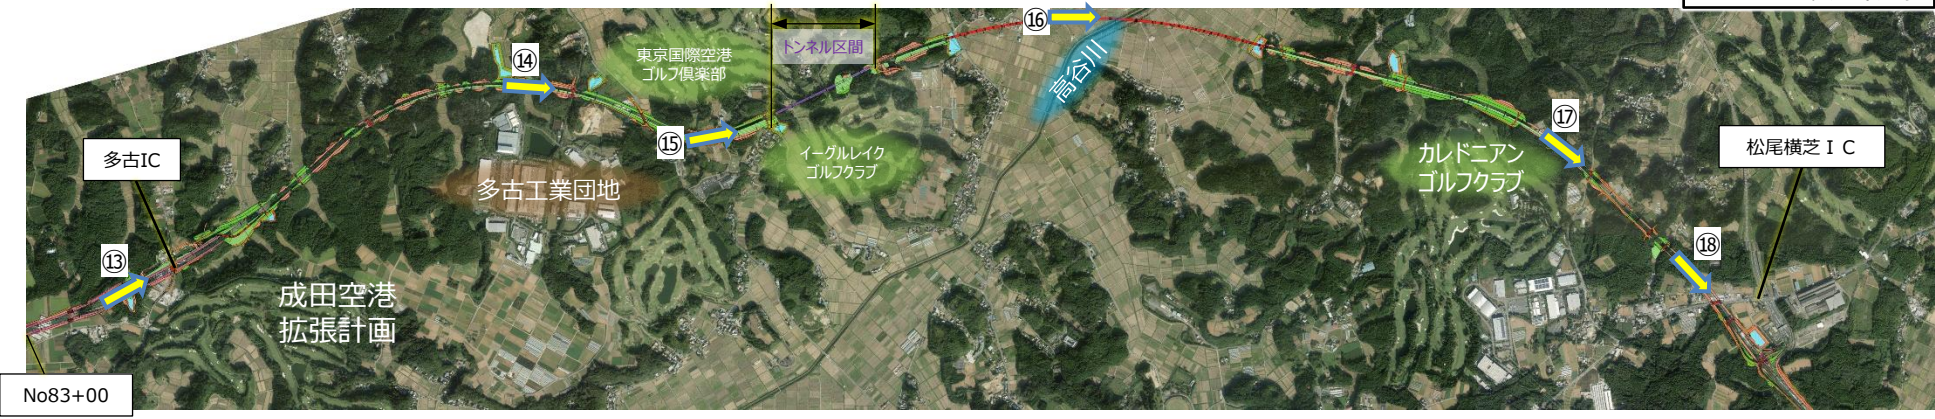 ⑯
⑭
東京国際空港
ゴルフ倶楽部
トンネル区間
高谷川
⑰
⑮
多古IC
イーグルレイク
ゴルフクラブ
カレドニアン
ゴルフクラブ
松尾横芝ＩＣ
多古工業団地
⑬
⑱
成田空港
拡張計画
No83+00